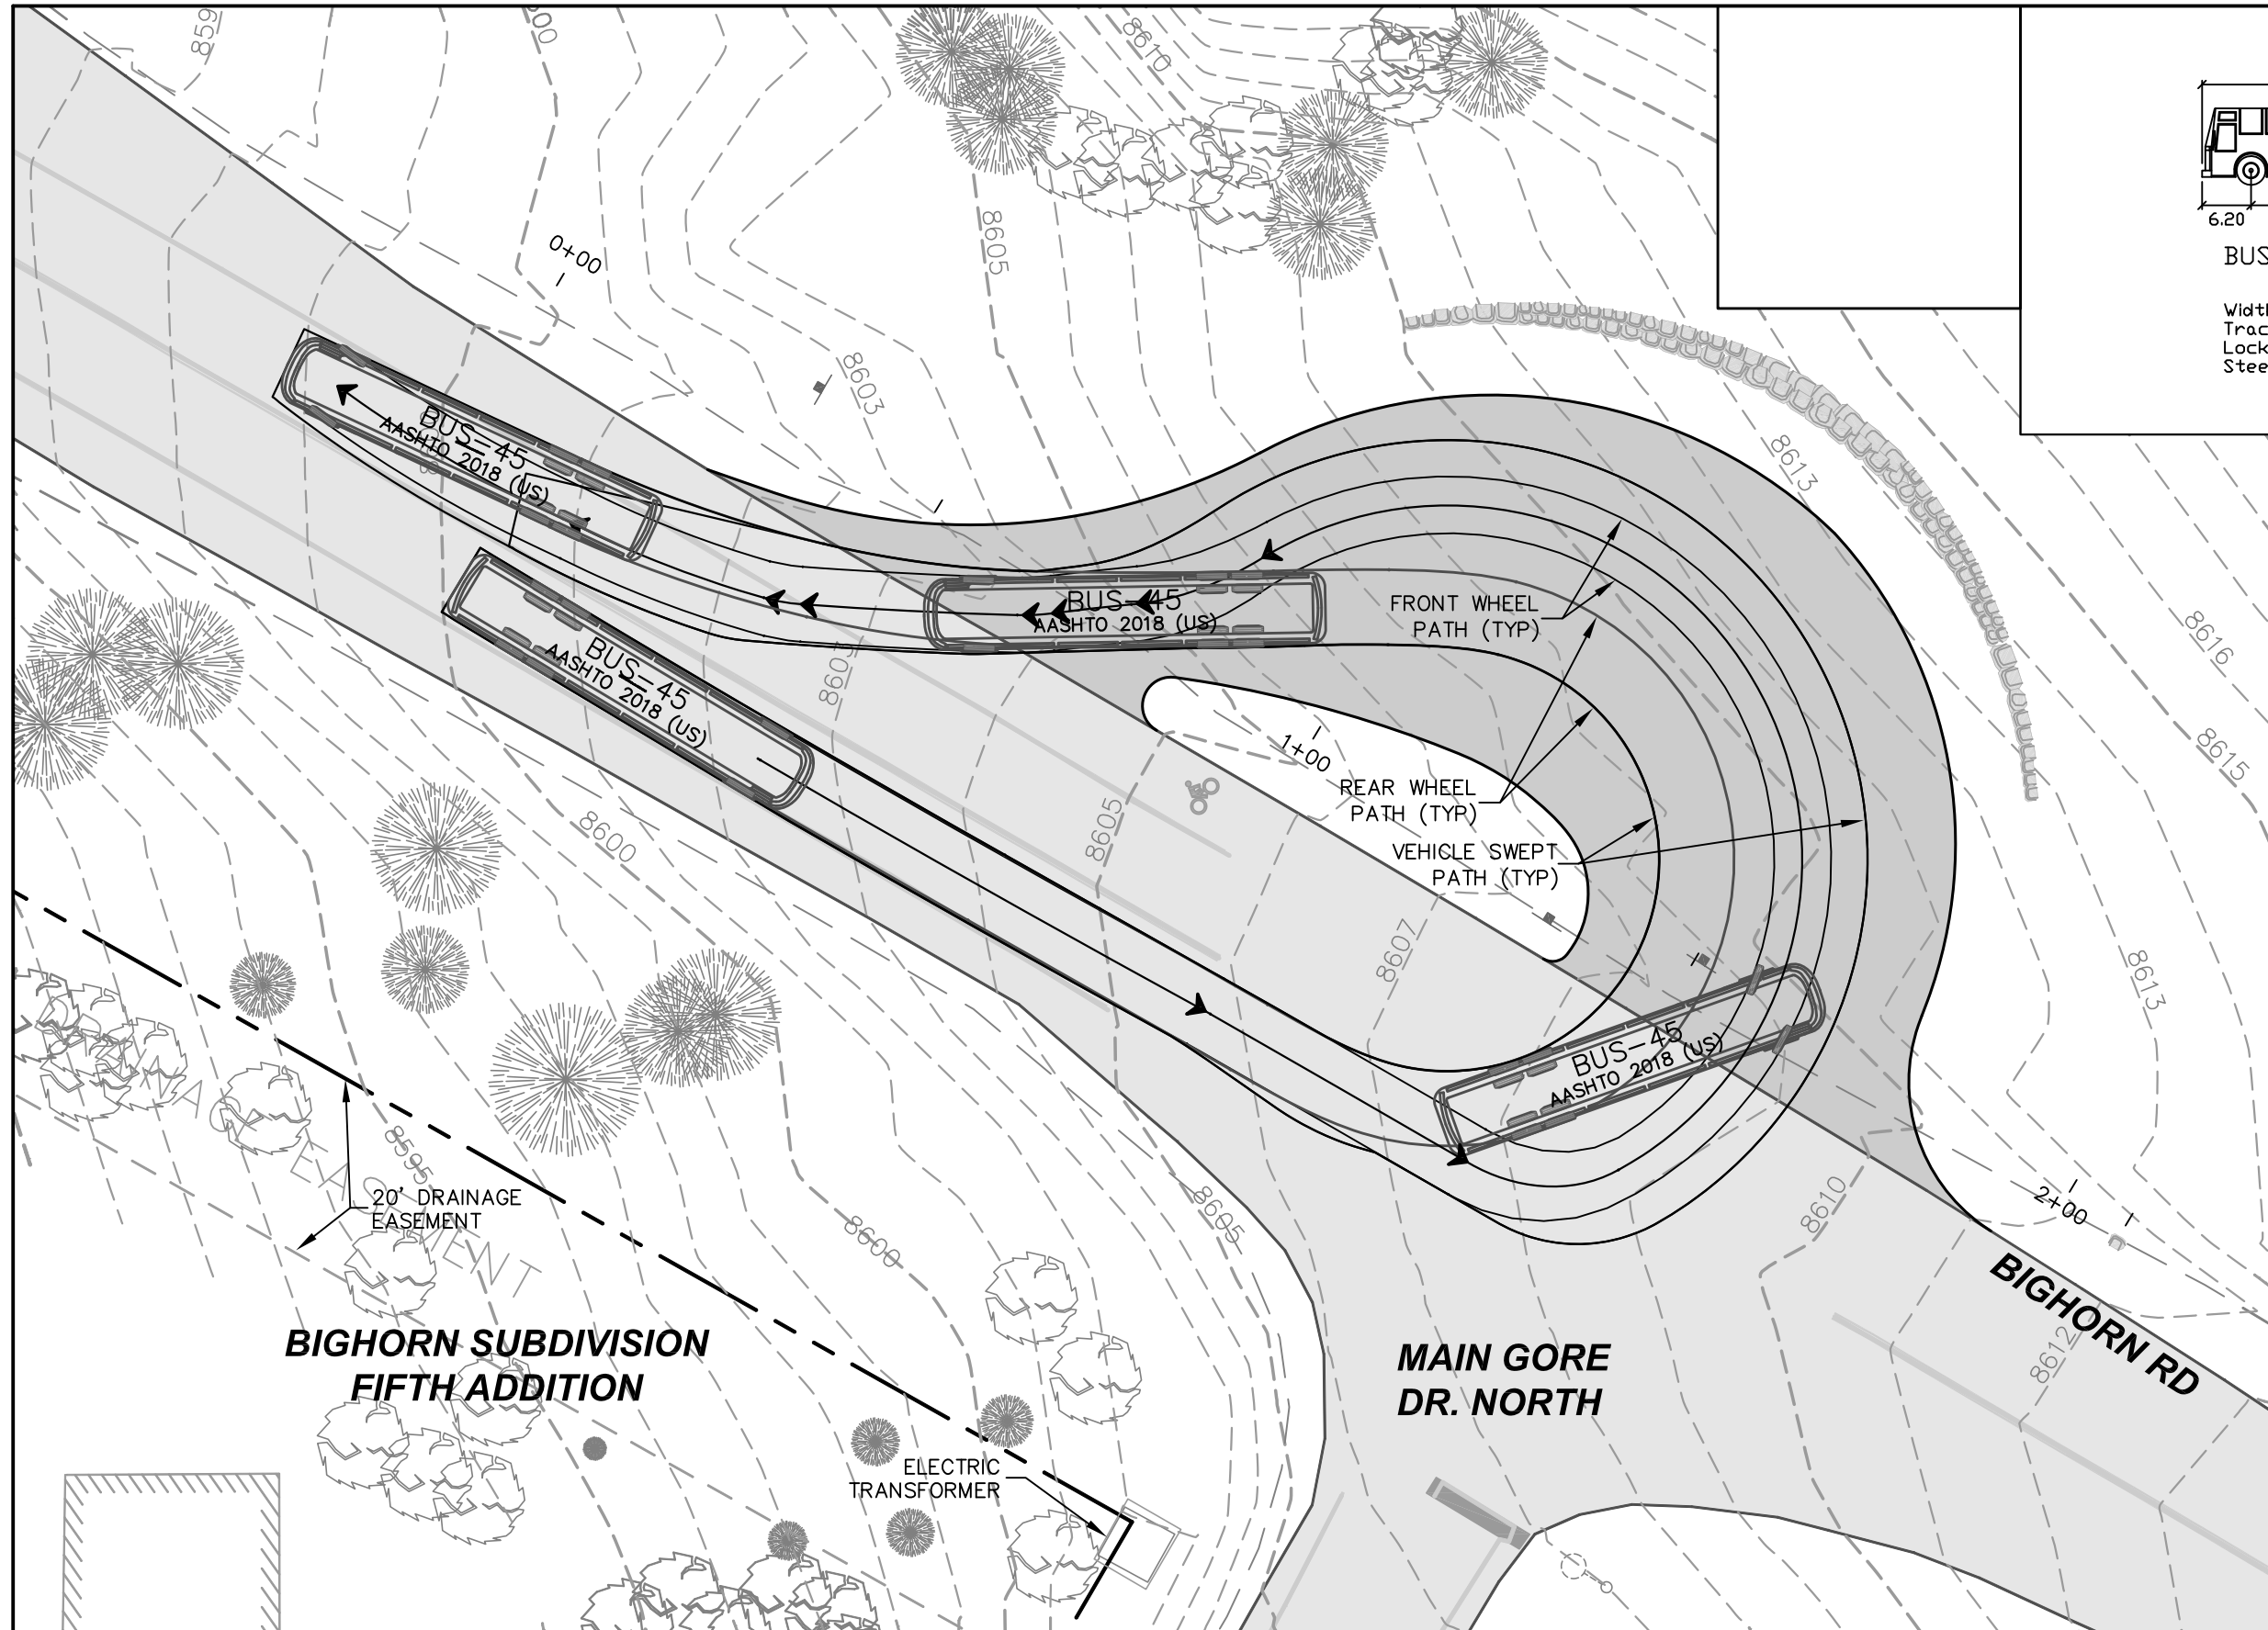 859
8610
0+00
8605
8603
6.20
8613
BUS-45
AASHTO 2018 (US)
BUS-45
AASHTO 2018 (US)
FRONT WHEEL
PATH (TYP)
8616
BUS-45
AASHTO 2018 (US)
8615
1+00
REAR WHEEL
PATH (TYP)
8600
8605
VEHICLE SWEPT
PATH (TYP)
8607
8613
BUS-45
AASHTO 2018 (US)
8595
20' DRAINAGE
EASEMENT
EASEMENT
8600
8605
8610
2+00
BIGHORN RD
8612
BIGHORN SUBDIVISION
FIFTH ADDITION
MAIN GORE
DR. NORTH
ELECTRIC
TRANSFORMER